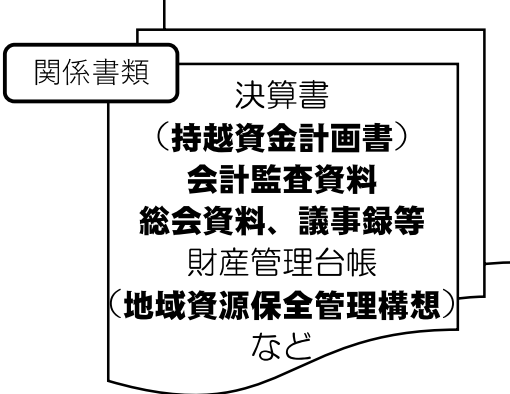 関係書類
決算書
（持越資金計画書）
会計監査資料
総会資料、議事録等
財産管理台帳
（地域資源保全管理構想）
など